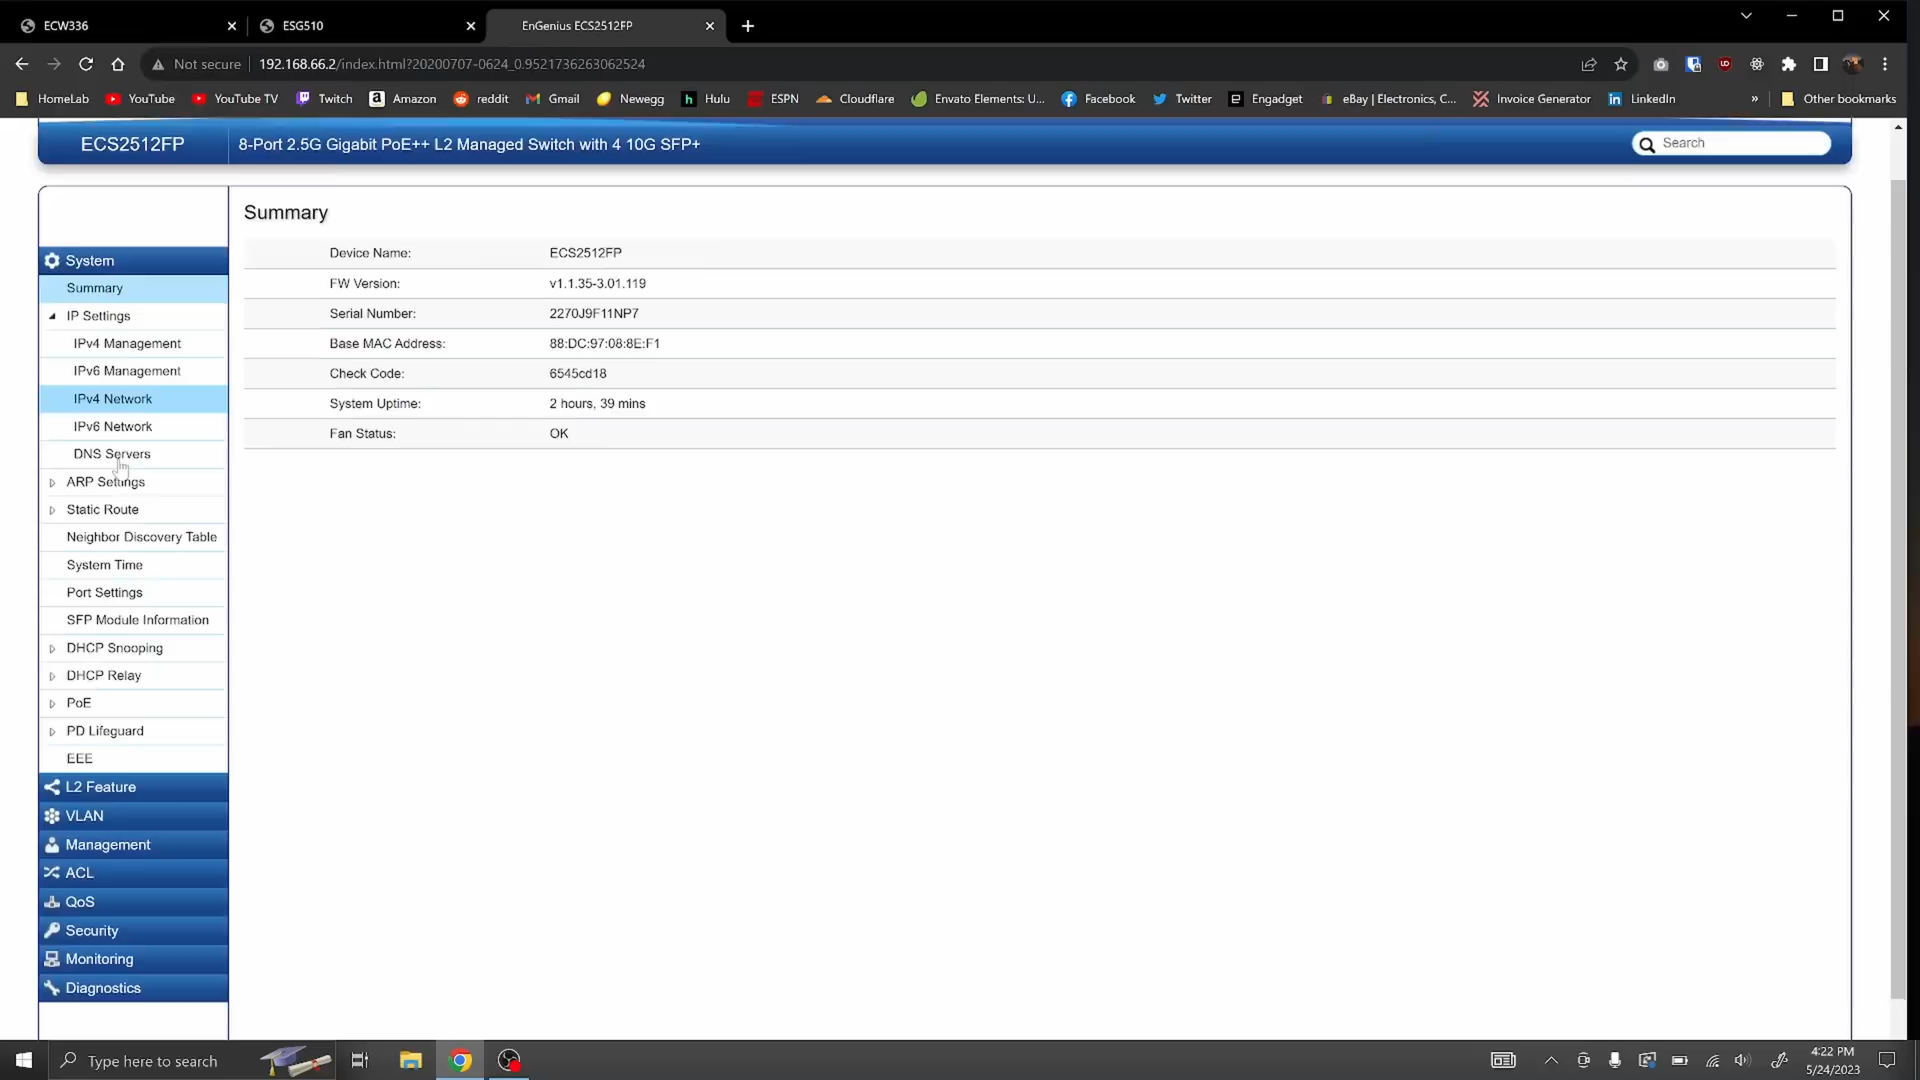 ECW336
ESG510
EnGenius ECS2512FP
Not secure
192.168.66.2/index.html?20200707-0624_0.9521736263062524
HomeLab
YouTube
YouTube TV
Twitch
Amazon
reddit
Gmail
Newegg
Hulu
ESPN
Cloudflare
Envato Elements: U...
Facebook
Twitter
Engadget
eBay | Electronics, C...
Invoice Generator
LinkedIn
»
Other bookmarks
ECS2512FP
8-Port 2.5G Gigabit PoE++ L2 Managed Switch with 4 10G SFP+
Search
Summary
Device Name: ECS2512FP
FW Version: v1.1.35-3.01.119
Serial Number: 2270J9F11NP7
Base MAC Address: 88:DC:97:08:8E:F1
Check Code: 6545cd18
System Uptime: 2 hours, 39 mins
Fan Status: OK
System
Summary
IP Settings
IPv4 Management
IPv6 Management
IPv4 Network
IPv6 Network
DNS Servers
ARP Settings
Static Route
Neighbor Discovery Table
System Time
Port Settings
SFP Module Information
DHCP Snooping
DHCP Relay
PoE
PD Lifeguard
EEE
L2 Feature
VLAN
Management
ACL
QoS
Security
Monitoring
Diagnostics
Type here to search
4:22 PM
5/24/2023